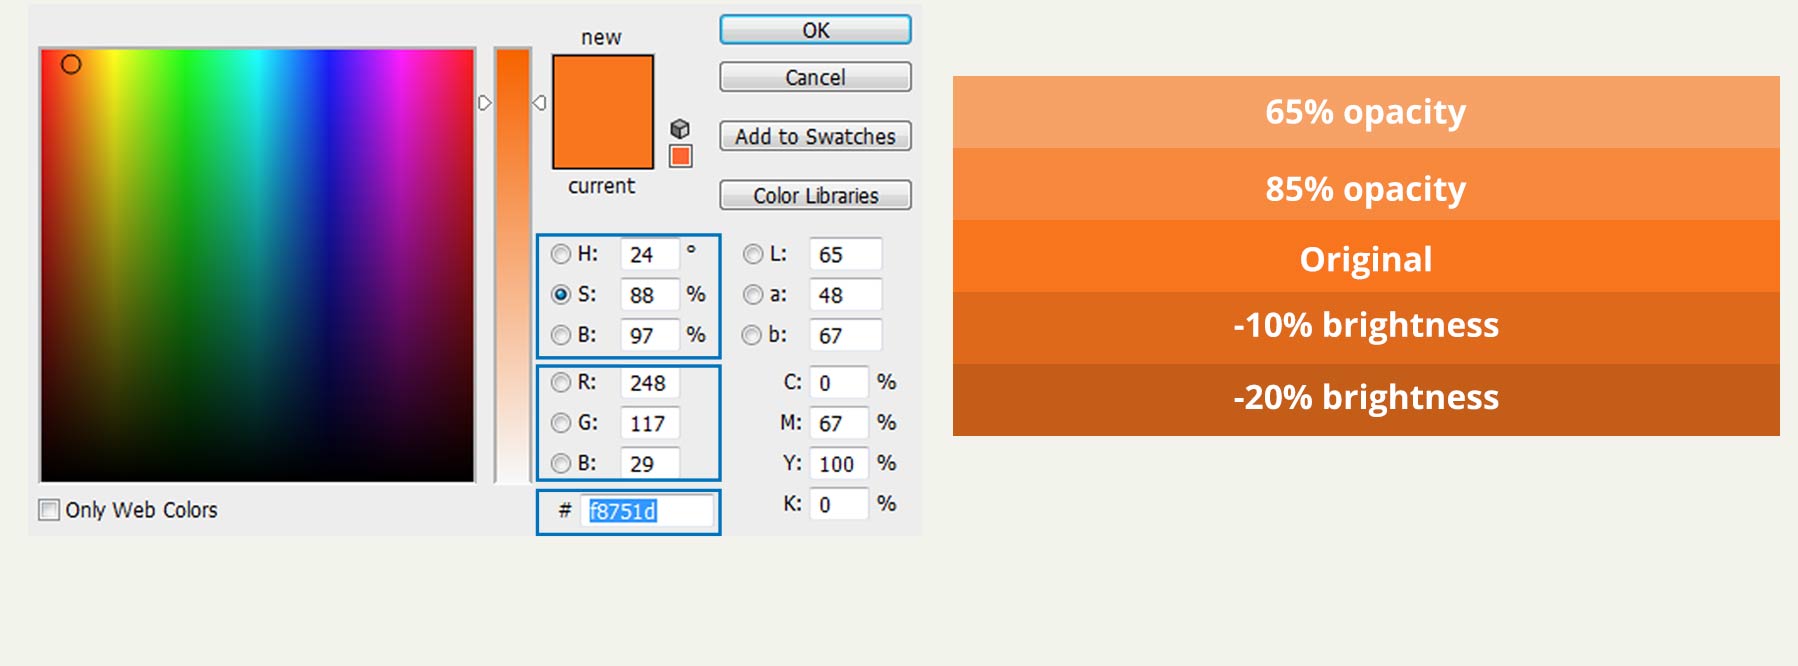 new
current
OK
Cancel
Add to Swatches
Color Libraries
H: 24 °
S: 88 %
B: 97 %
R: 248
G: 117
B: 29
# f8751d
L: 65
a: 48
b: 67
C: 0 %
M: 67 %
Y: 100 %
K: 0 %
Only Web Colors
65% opacity
85% opacity
Original
-10% brightness
-20% brightness